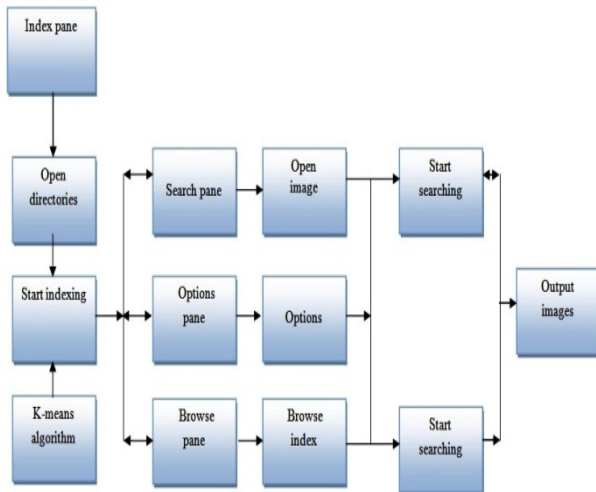 Index pane
Open
directories
Start indexing
K-means
algorithm
Search pane
Open
image
Start
searching
Options
pane
Options
Output
images
Browse
pane
Browse
index
Start
searching